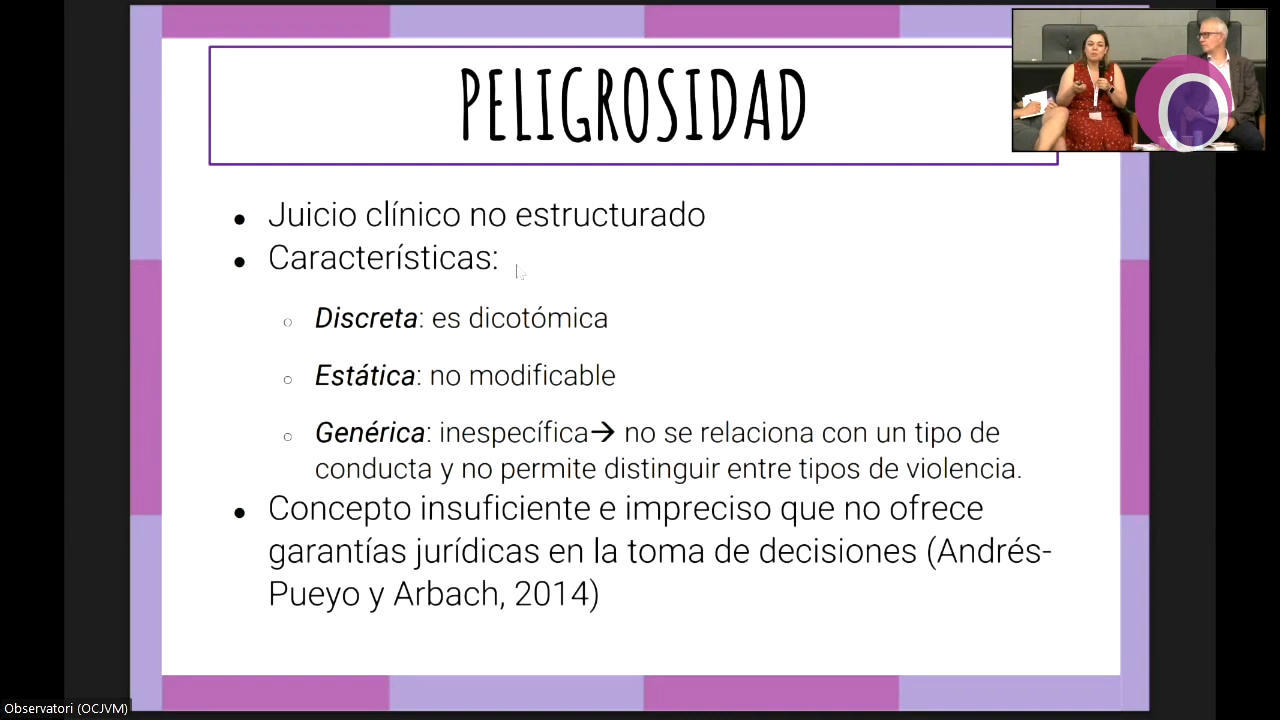 PELIGROSIDAD
● Juicio clínico no estructurado
● Características:
○ Discreta: es dicotómica
○ Estática: no modificable
○ Genérica: inespecífica→ no se relaciona con un tipo de
conducta y no permite distinguir entre tipos de violencia.
● Concepto insuficiente e impreciso que no ofrece
garantías jurídicas en la toma de decisiones (Andrés-
Pueyo y Arbach, 2014)
Observatori (OCJVM)